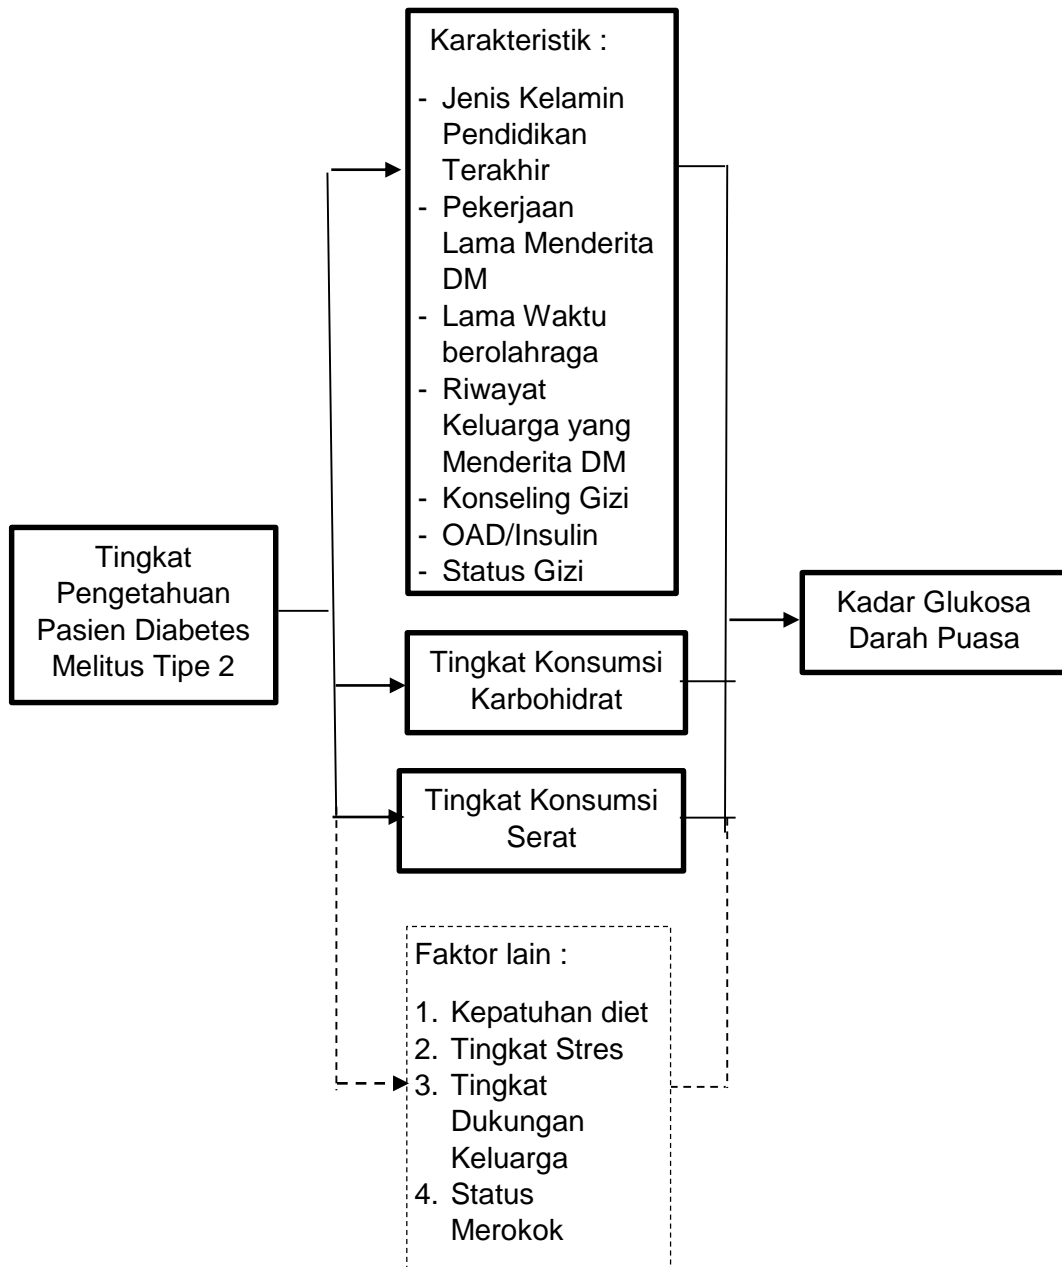 Karakteristik :
- Jenis Kelamin
Pendidikan
Terakhir
- Pekerjaan
Lama Menderita
DM
- Lama Waktu
berolahraga
- Riwayat
Keluarga yang
Menderita DM
- Konseling Gizi
- OAD/Insulin
- Status Gizi
Tingkat
Pengetahuan
Pasien Diabetes
Melitus Tipe 2
Tingkat Konsumsi
Karbohidrat
Tingkat Konsumsi
Serat
Faktor lain :
1. Kepatuhan diet
2. Tingkat Stres
3. Tingkat
Dukungan
Keluarga
4. Status
Merokok
Kadar Glukosa
Darah Puasa